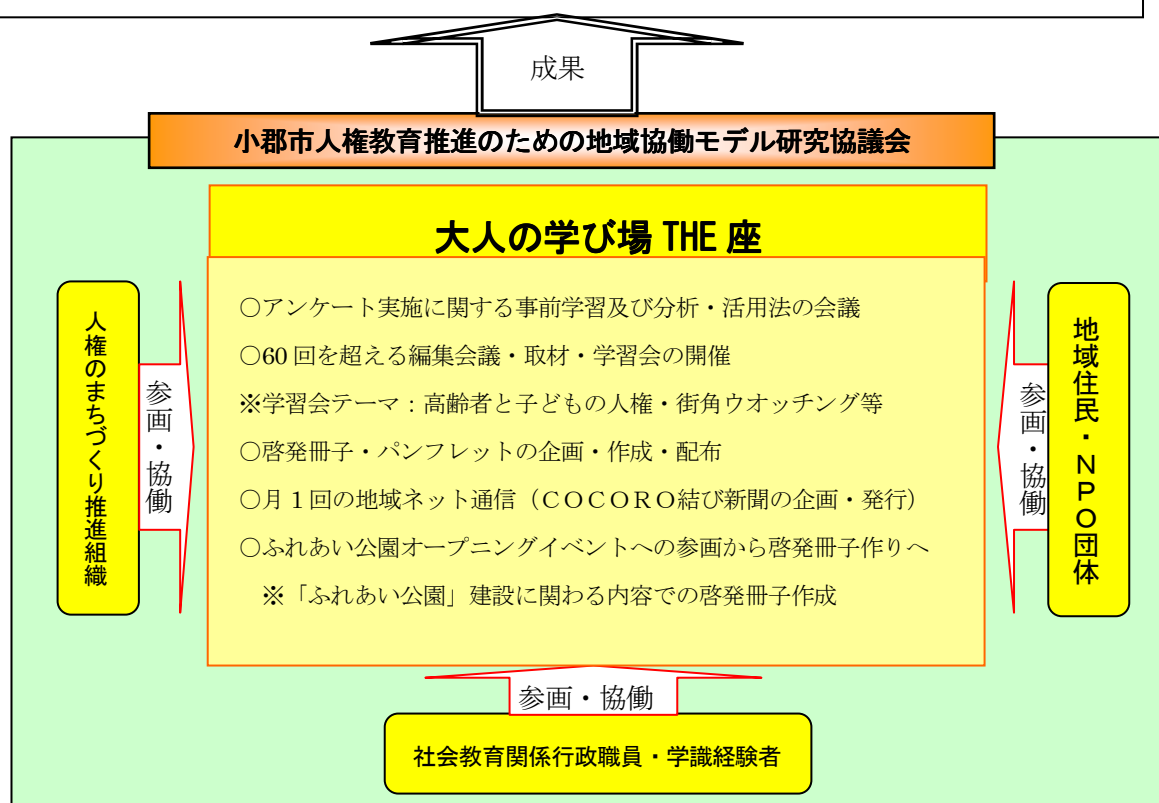 成果
小郡市人権教育推進のための地域協働モデル研究協議会
大人の学び場 THE 座
人権のまちづくり推進組織
参画・協働
○アンケート実施に関する事前学習及び分析・活用法の会議
○60回を超える編集会議・取材・学習会の開催
※学習会テーマ：高齢者と子どもの人権・街角ウオッチング等
○啓発冊子・パンフレットの企画・作成・配布
○月１回の地域ネット通信（ＣＯＣＯＲＯ結び新聞の企画・発行）
○ふれあい公園オープニングイベントへの参画から啓発冊子作りへ
※「ふれあい公園」建設に関わる内容での啓発冊子作成
参画・協働
地域住民・ＮＰＯ団体
参画・協働
社会教育関係行政職員・学識経験者